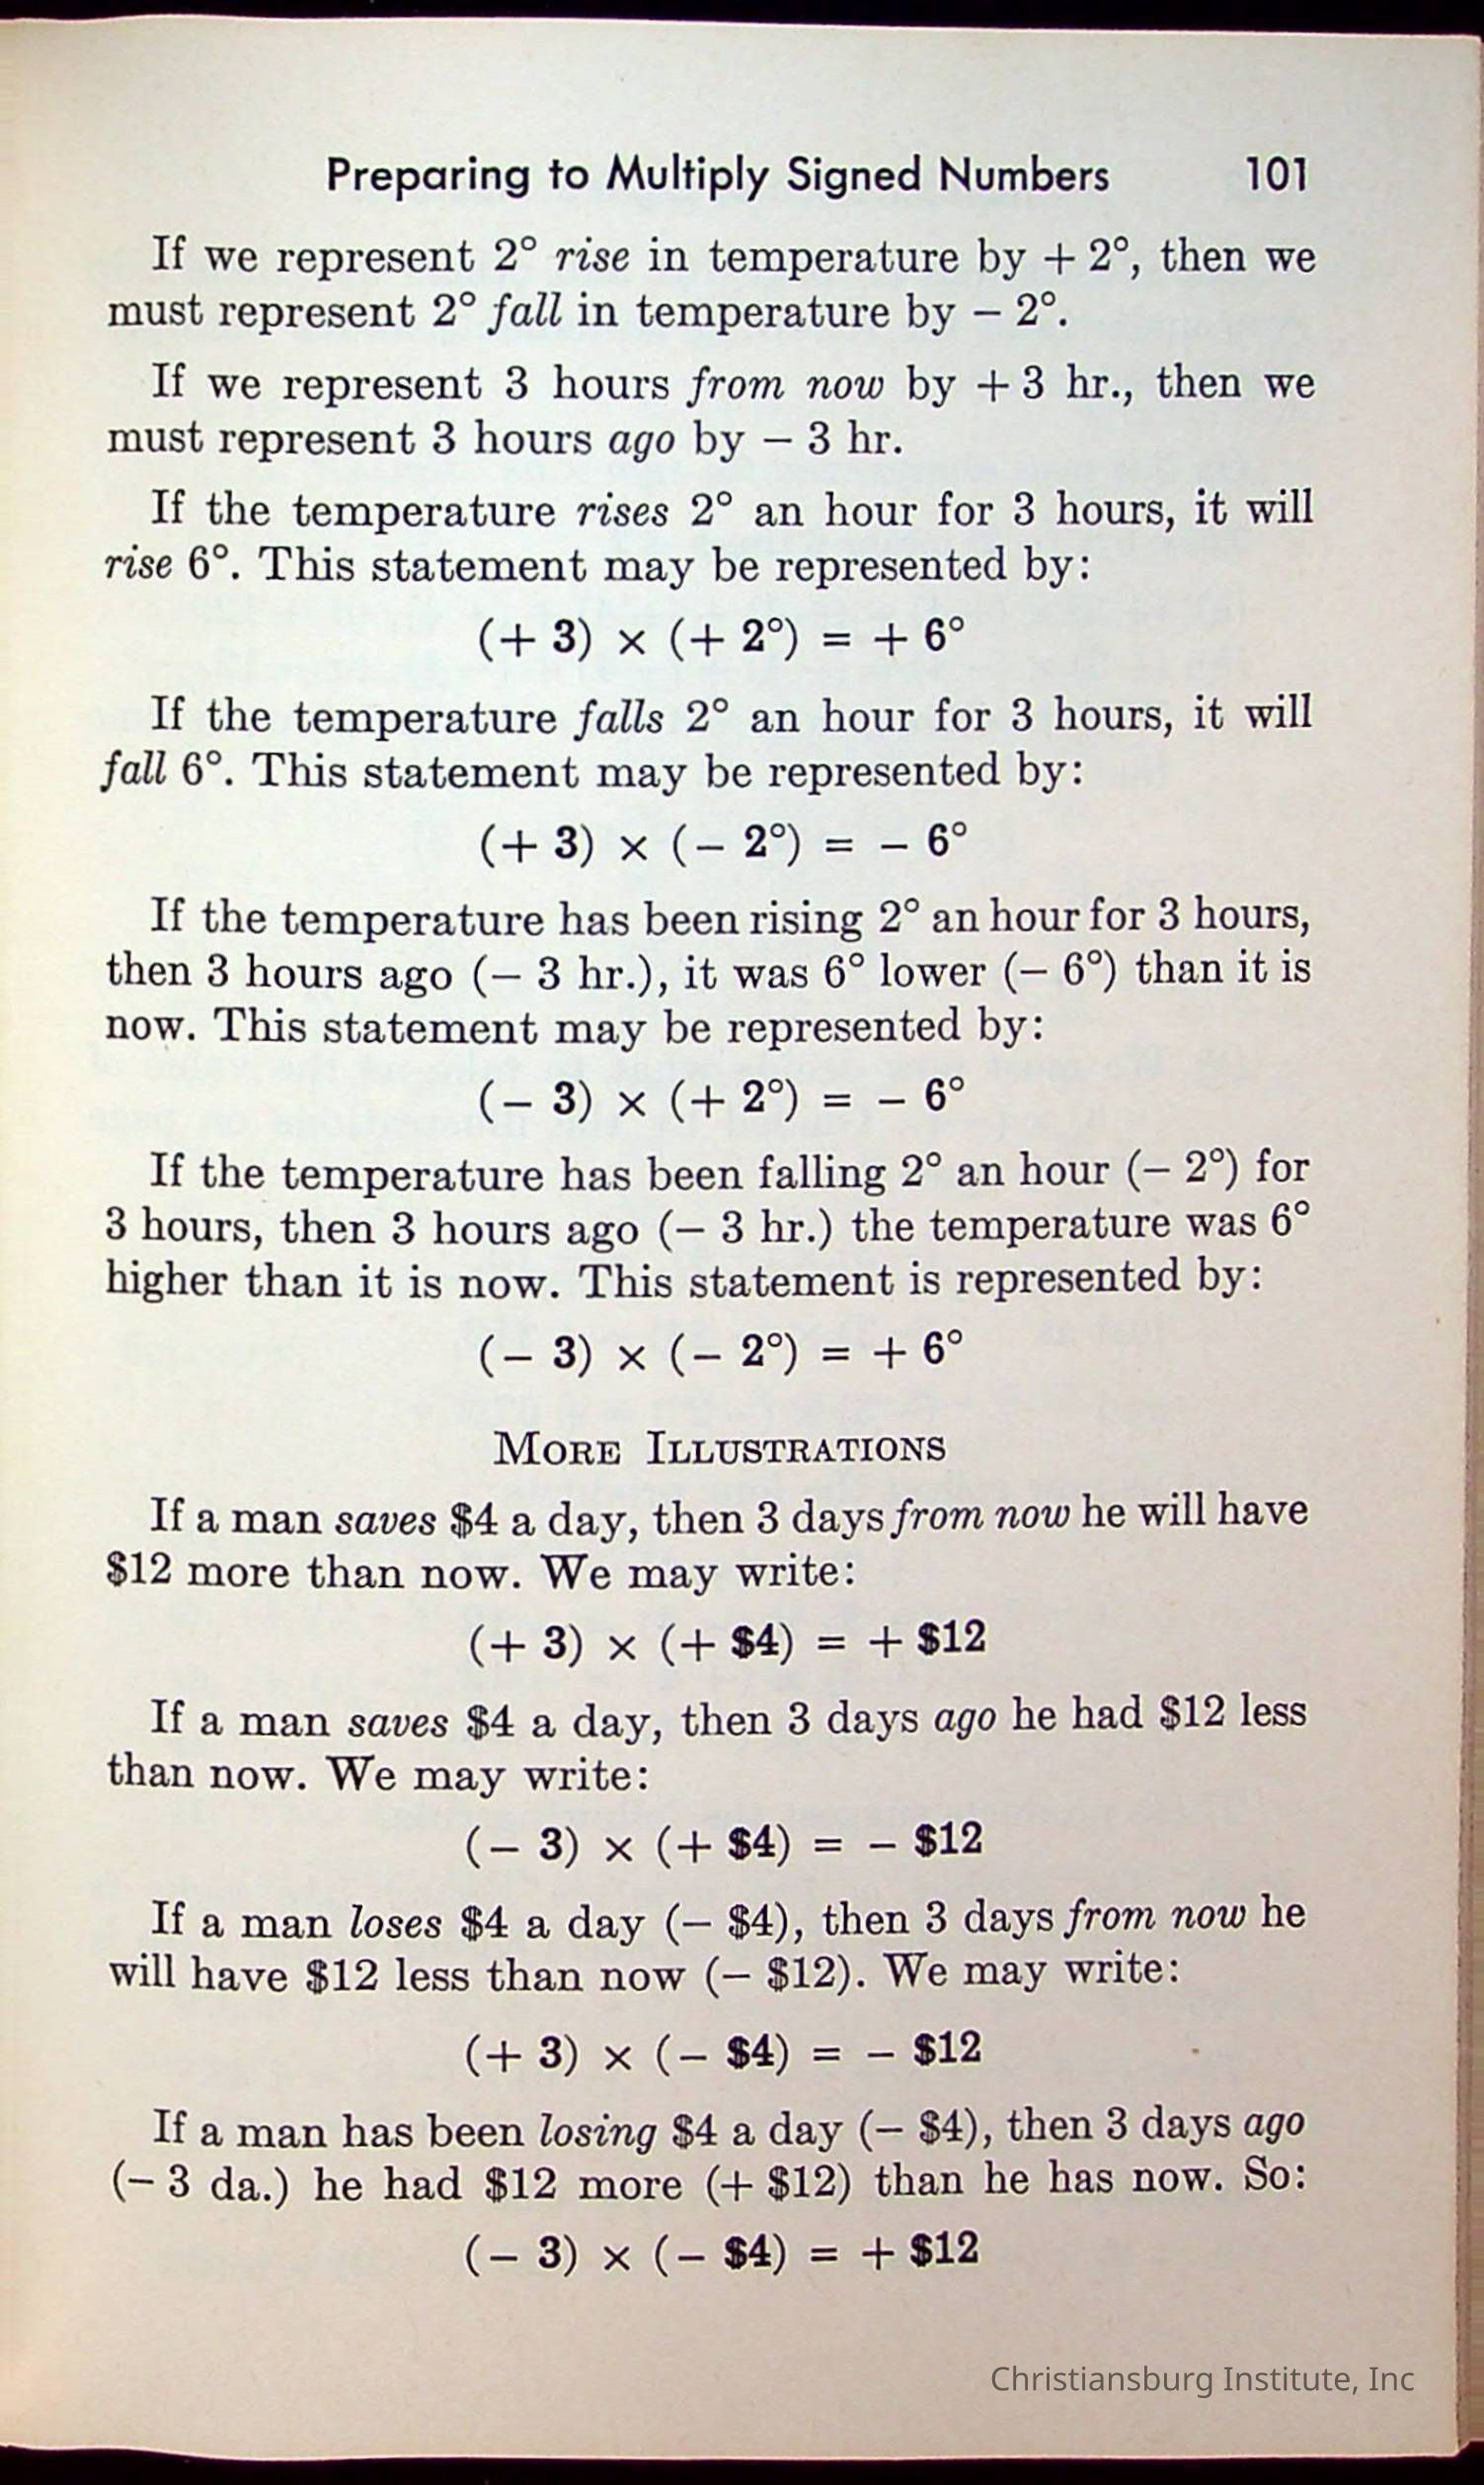 Preparing to Multiply Signed Numbers 101
If we represent 2° rise in temperature by + 2°, then we
must represent 2° fall in temperature by − 2°.
If we represent 3 hours from now by + 3 hr., then we
must represent 3 hours ago by − 3 hr.
If the temperature rises 2° an hour for 3 hours, it will
rise 6°. This statement may be represented by:
(+ 3) × (+ 2°) = + 6°
If the temperature falls 2° an hour for 3 hours, it will
fall 6°. This statement may be represented by:
(+ 3) × (− 2°) = − 6°
If the temperature has been rising 2° an hour for 3 hours,
then 3 hours ago (− 3 hr.), it was 6° lower (− 6°) than it is
now. This statement may be represented by:
(− 3) × (+ 2°) = − 6°
If the temperature has been falling 2° an hour (− 2°) for
3 hours, then 3 hours ago (− 3 hr.) the temperature was 6°
higher than it is now. This statement is represented by:
(− 3) × (− 2°) = + 6°
MORE ILLUSTRATIONS
If a man saves $4 a day, then 3 days from now he will have
$12 more than now. We may write:
(+ 3) × (+ $4) = + $12
If a man saves $4 a day, then 3 days ago he had $12 less
than now. We may write:
(− 3) × (+ $4) = − $12
If a man loses $4 a day (− $4), then 3 days from now he
will have $12 less than now (− $12). We may write:
(+ 3) × (− $4) = − $12
If a man has been losing $4 a day (− $4), then 3 days ago
(− 3 da.) he had $12 more (+ $12) than he has now. So:
(− 3) × (− $4) = + $12
Christiansburg Institute, Inc